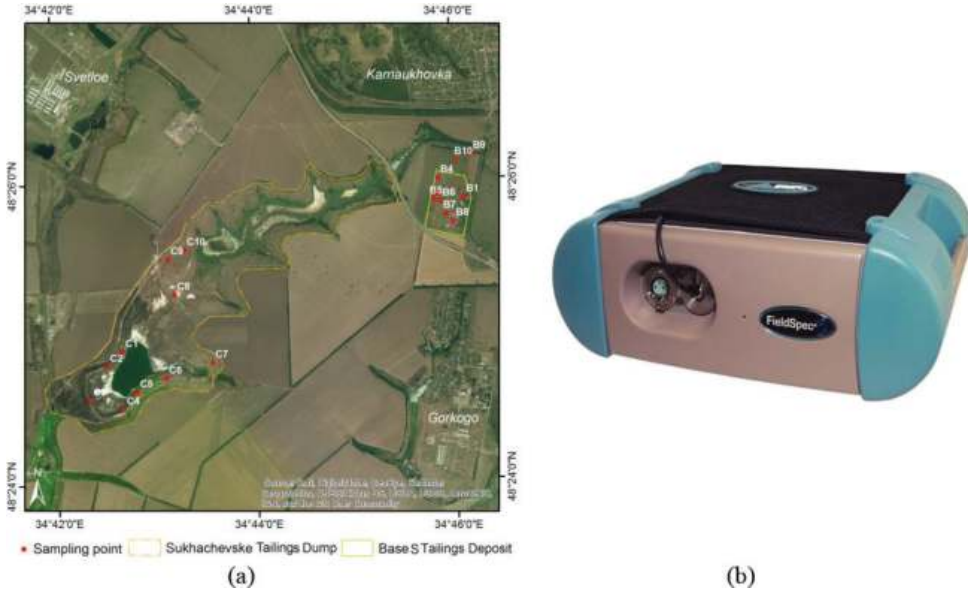 34°42'0"E 34°44'0"E 34°46'0"E
Svetloe
Karnaukhovka
48°26'0"N 48°26'0"N
B10 B9
B4
B5 B6 B1
B7
B8
C9 C10
C8
C1
C2 C7
C6
C5
C4
Gorkogo
48°24'0"N 48°24'0"N
N
34°42'0"E 34°44'0"E 34°46'0"E
Sampling point Sukhachevske Tailings Dump Base S Tailings Deposit
FieldSpec
(a) (b)